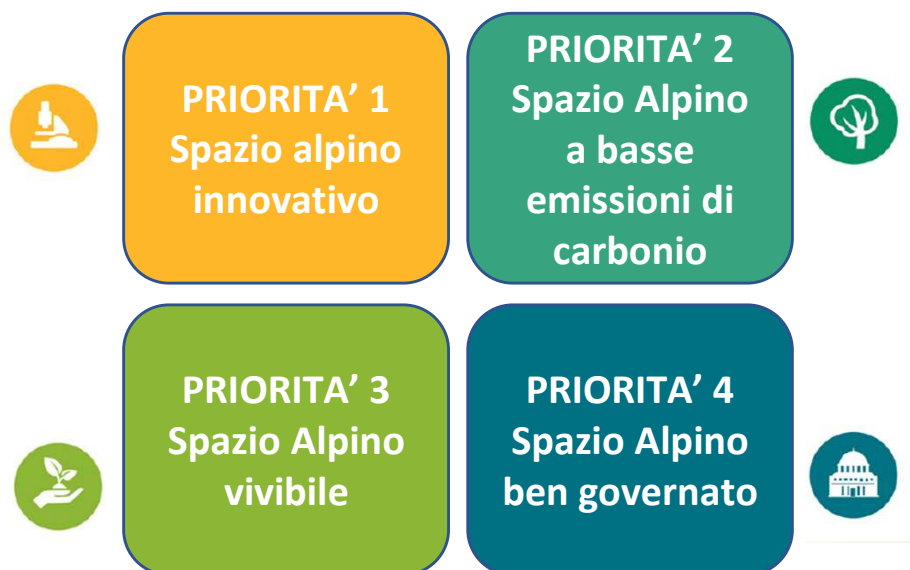 PRIORITA’ 1
Spazio alpino
innovativo
PRIORITA’ 2
Spazio Alpino
a basse
emissioni di
carbonio
PRIORITA’ 3
Spazio Alpino
vivibile
PRIORITA’ 4
Spazio Alpino
ben governato